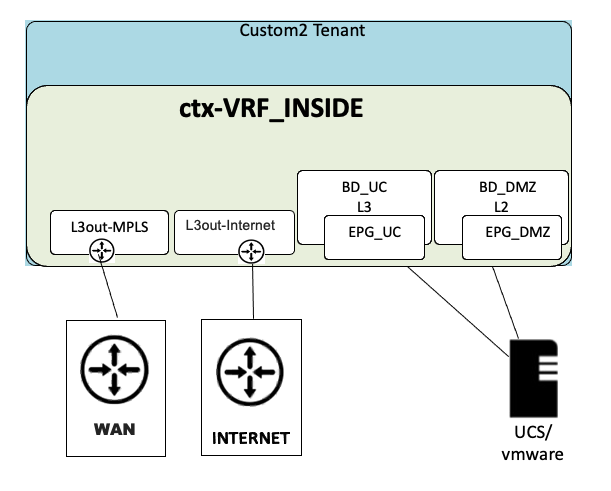 Custom2 Tenant
ctx-VRF_INSIDE
BD_UC
L3
BD_DMZ
L2
L3out-MPLS
L3out-Internet
EPG_UC
EPG_DMZ
WAN
INTERNET
UCS/
vmware